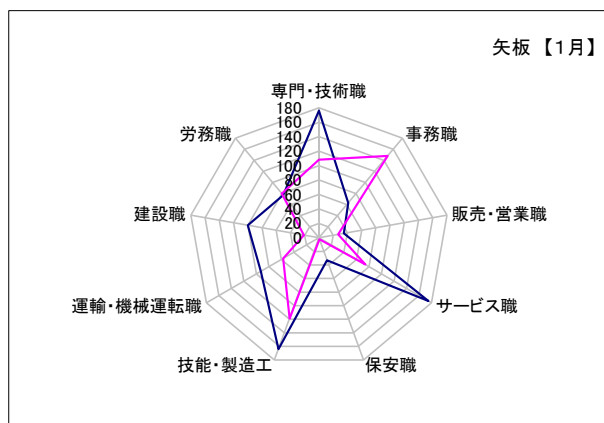 矢板【1月】
専門・技術職
事務職
販売・営業職
サービス職
保安職
技能・製造工
運輸・機械運転職
建設職
労務職
180
160
140
120
100
80
60
40
20
0